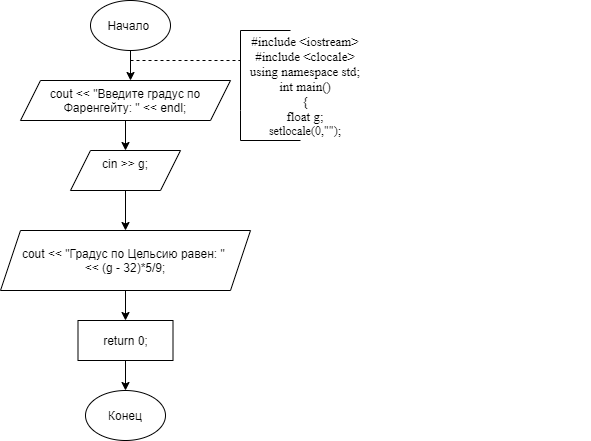 Начало
#include <iostream>
#include <clocale>
using namespace std;
int main()
{
float g;
setlocale(0,"");
cout << "Введите градус по
Фаренгейту: " << endl;
cin >> g;
cout << "Градус по Цельсию равен: "
<< (g - 32)*5/9;
return 0;
Конец